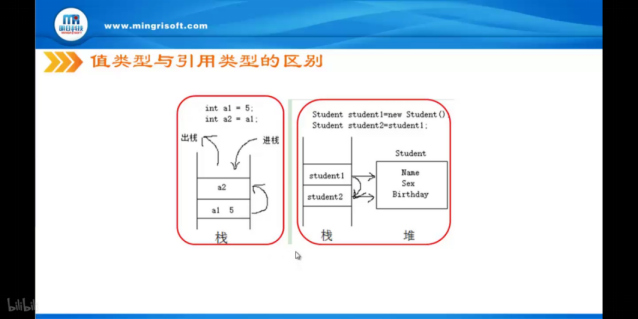 www.mingrisoft.com
值类型与引用类型的区别
int a1 = 5;
int a2 = a1;
出栈
进栈
a2
a1 5
栈
Student student1=new Student()
Student student2=student1;
Student
student1
student2
Name
Sex
Birthday
栈
堆
bilibili